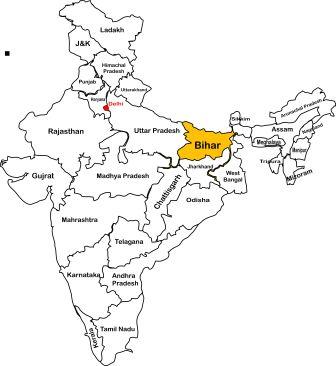 Ladakh
J&K
Himachal
Pradesh
Punjab
Uttarakhand
Haryana
Delhi
Rajasthan
Uttar Pradesh
Bihar
Sikkim
Arunachal Pradesh
Assam
Nagaland
Meghalaya
Manipur
Tripura
Mizoram
Jharkhand
West
Bangal
Gujrat
Madhya Pradesh
Chattisgarh
Odisha
Mahrashtra
Telagana
Karnataka
Andhra
Pradesh
Kerala
Tamil Nadu